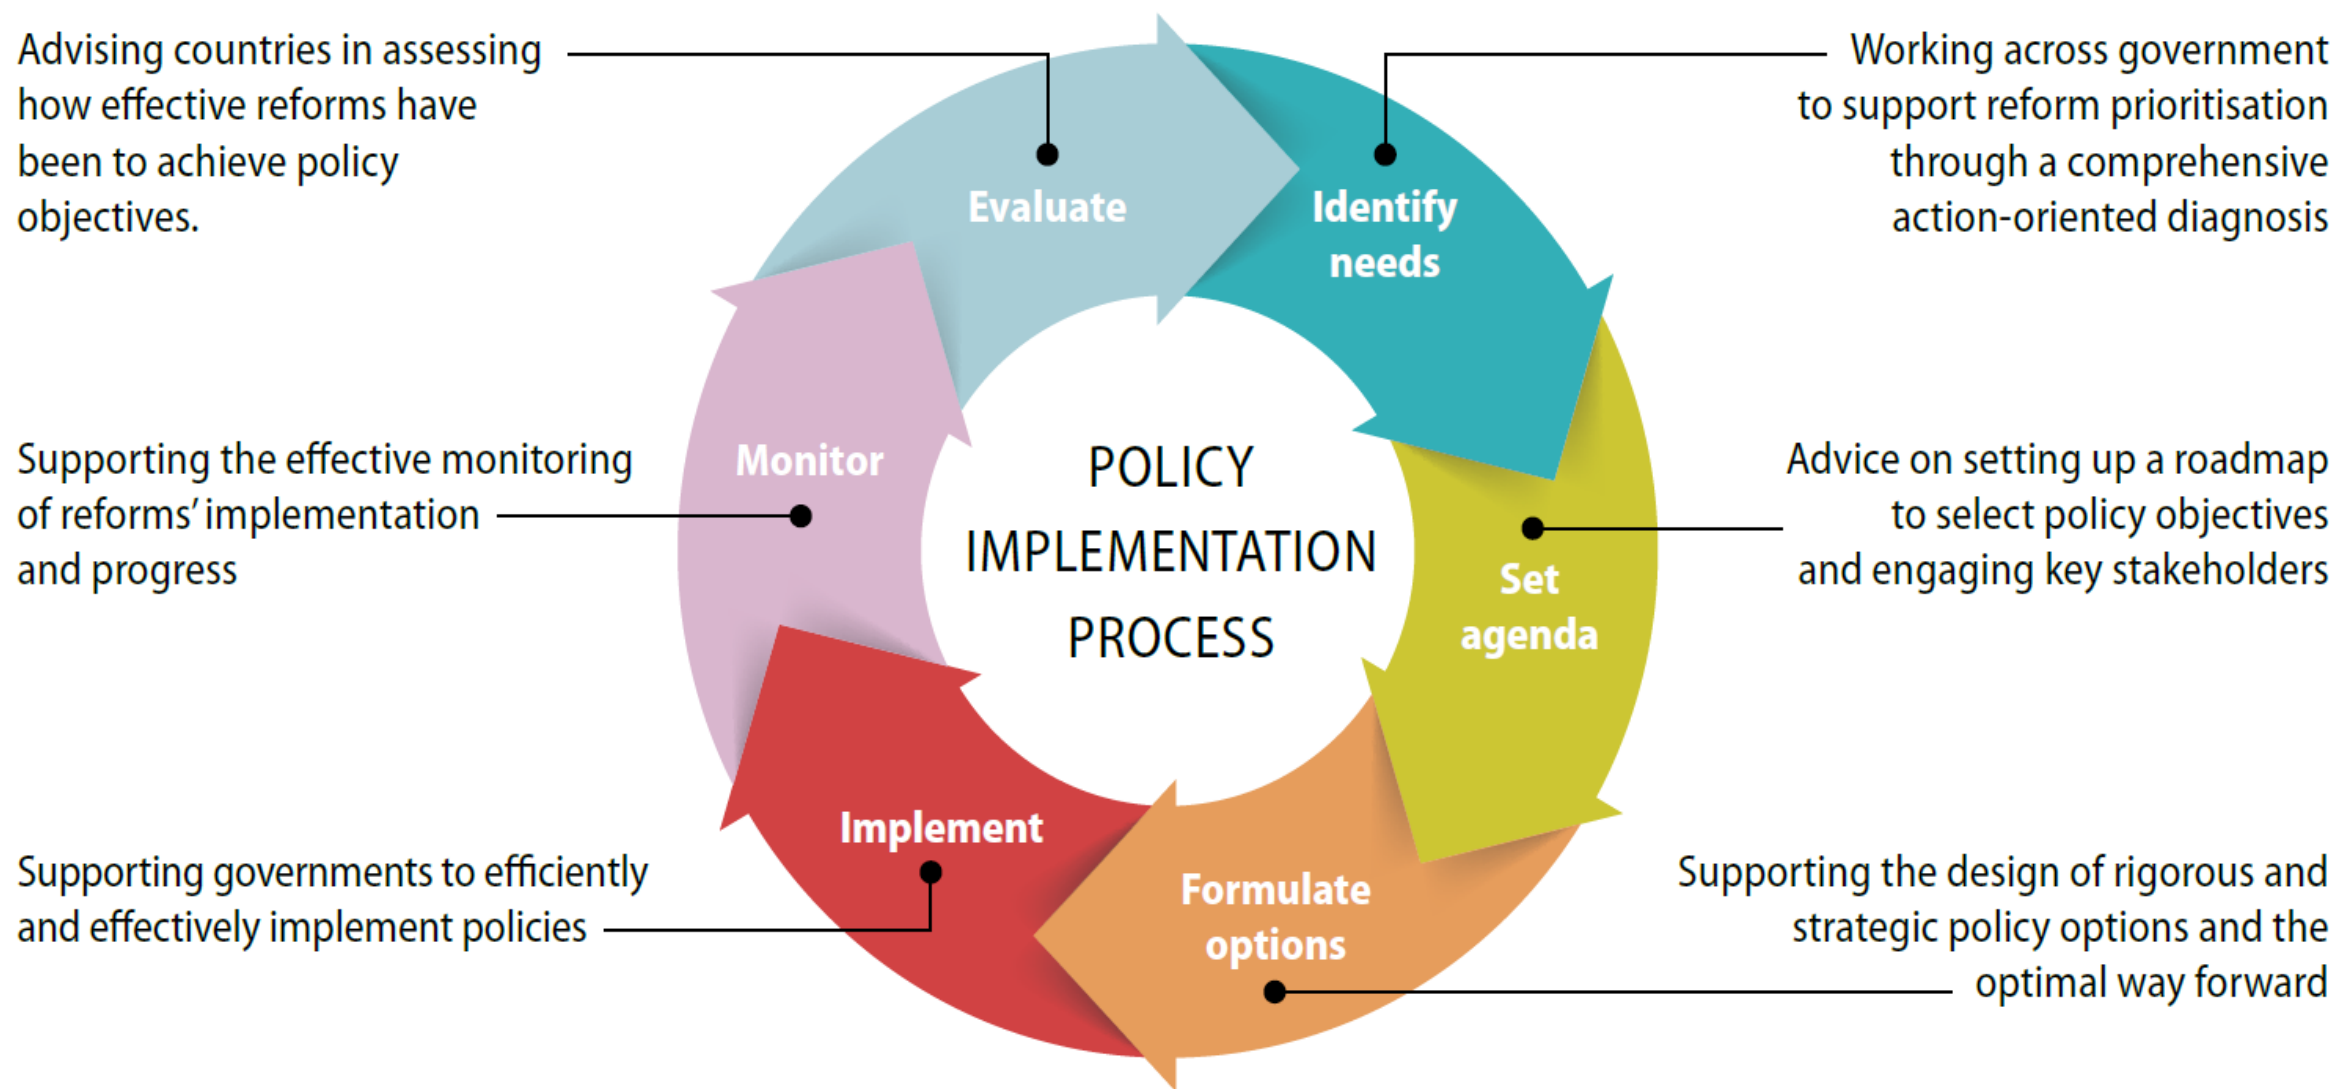 Advising countries in assessing
how effective reforms have
been to achieve policy
objectives.
Working across government
to support reform prioritisation
through a comprehensive
action-oriented diagnosis
Evaluate
Identify
needs
Supporting the effective monitoring
of reforms’ implementation
and progress
Monitor
POLICY
IMPLEMENTATION
PROCESS
Set
agenda
Advice on setting up a roadmap
to select policy objectives
and engaging key stakeholders
Supporting governments to efficiently
and effectively implement policies
Implement
Formulate
options
Supporting the design of rigorous and
strategic policy options and the
optimal way forward